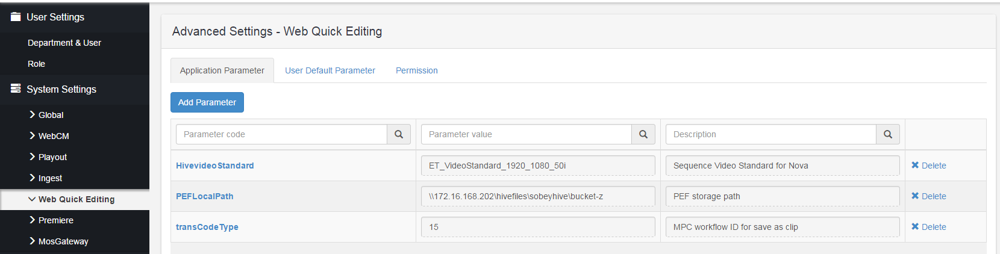 User Settings
Department & User
Role
System Settings
Global
WebCM
Playout
Ingest
Web Quick Editing
Premiere
MosGateway
Advanced Settings - Web Quick Editing
Application Parameter User Default Parameter Permission
Add Parameter
Parameter code Parameter value Description
HivevideoStandard ET_VideoStandard_1920_1080_50i Sequence Video Standard for Nova Delete
PEFLocalPath \\172.16.168.202\hivefiles\sobeyhive\bucket-z PEF storage path Delete
transCodeType 15 MPC workflow ID for save as clip Delete